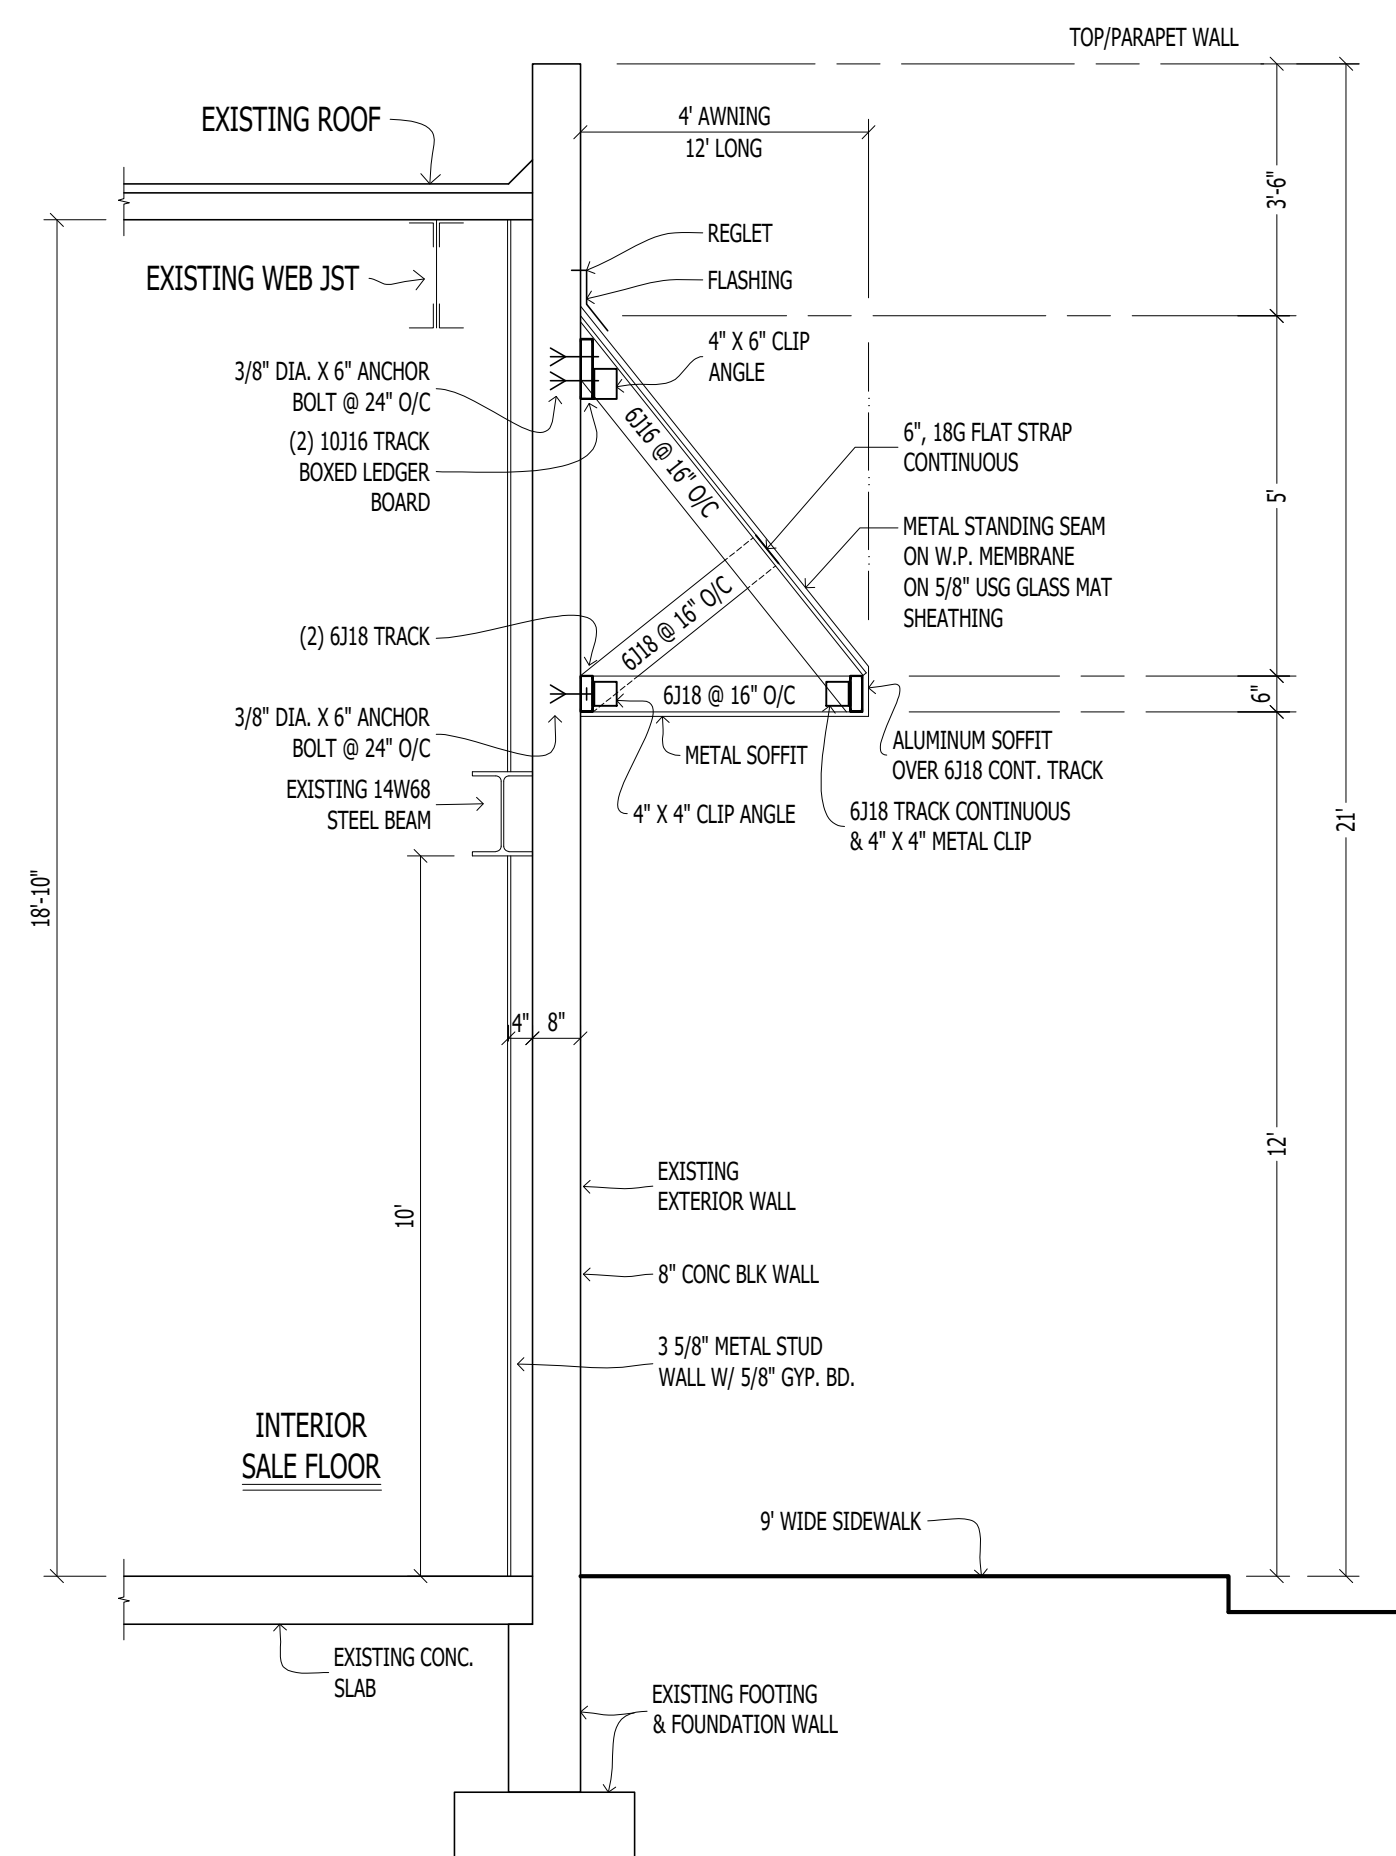 TOP/PARAPET WALL
EXISTING ROOF
4' AWNING
12' LONG
3'-6"
REGLET
EXISTING WEB JST
FLASHING
4" X 6" CLIP
ANGLE
3/8" DIA. X 6" ANCHOR
BOLT @ 24" O/C
(2) 10J16 TRACK
BOXED LEDGER
BOARD
6J16 @ 16" O/C
6", 18G FLAT STRAP
CONTINUOUS
5'
METAL STANDING SEAM
ON W.P. MEMBRANE
ON 5/8" USG GLASS MAT
SHEATHING
(2) 6J18 TRACK
6J18 @ 16" O/C
6J18 @ 16" O/C
6"
3/8" DIA. X 6" ANCHOR
BOLT @ 24" O/C
METAL SOFFIT
ALUMINUM SOFFIT
OVER 6J18 CONT. TRACK
EXISTING 14W68
STEEL BEAM
4" X 4" CLIP ANGLE
6J18 TRACK CONTINUOUS
& 4" X 4" METAL CLIP
21'
18'-10"
4"
8"
12'
10'
EXISTING
EXTERIOR WALL
8" CONC BLK WALL
3 5/8" METAL STUD
WALL W/ 5/8" GYP. BD.
INTERIOR
SALE FLOOR
9' WIDE SIDEWALK
EXISTING CONC.
SLAB
EXISTING FOOTING
& FOUNDATION WALL